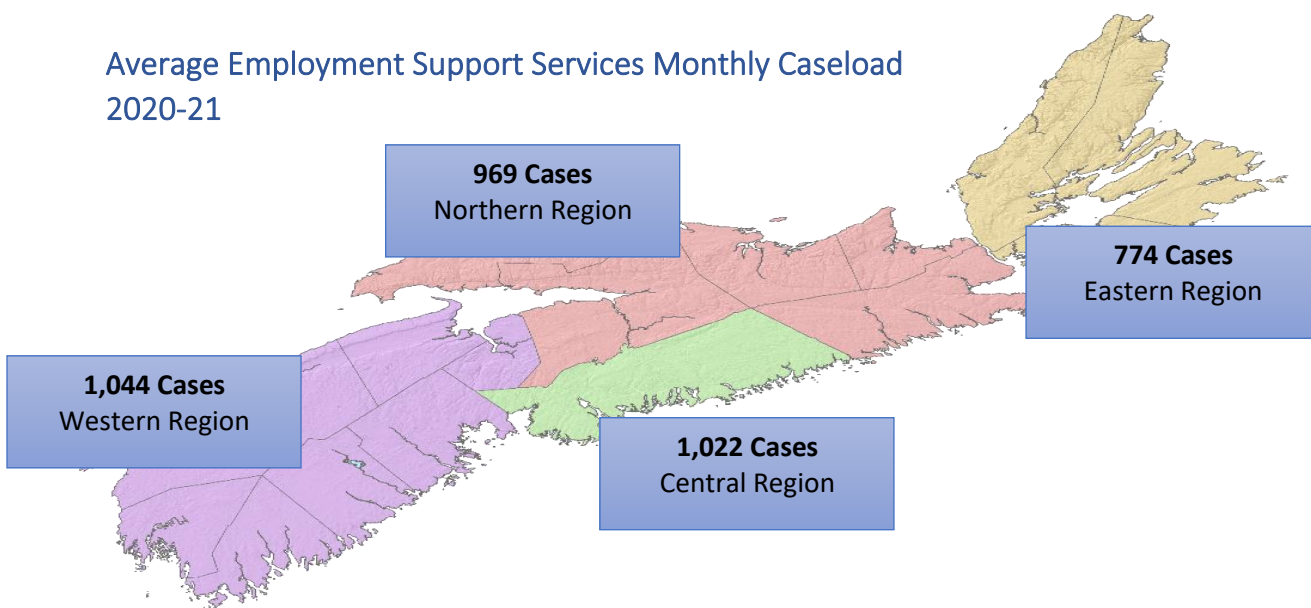 Average Employment Support Services Monthly Caseload
2020-21
969 Cases
Northern Region
774 Cases
Eastern Region
1,044 Cases
Western Region
1,022 Cases
Central Region